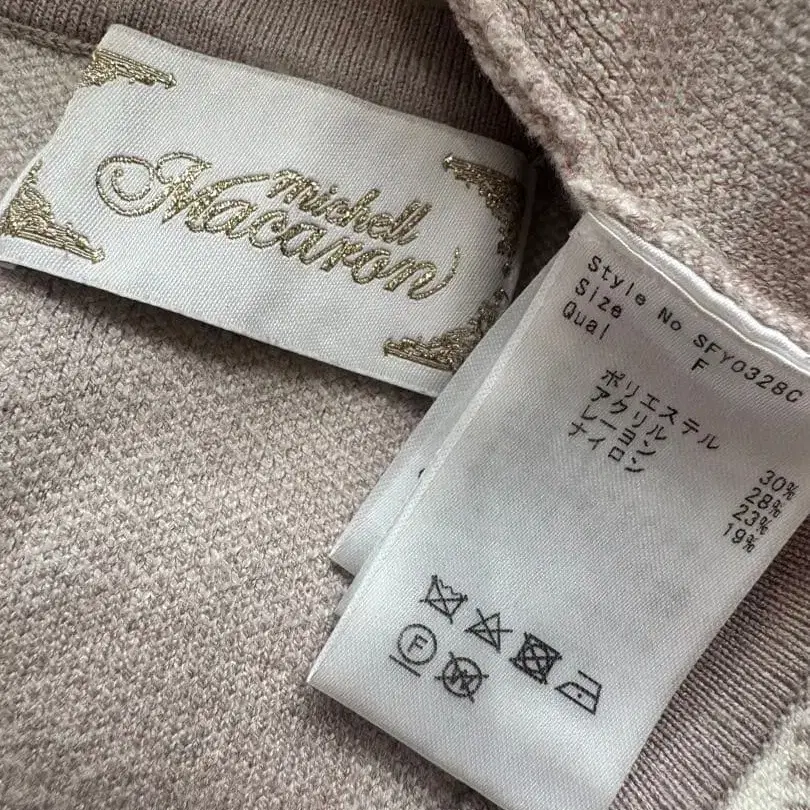 michell
Macaron
Style No SFY0328G
Size F
Qual
ポリエステル 30%
アクリル 28%
レーヨン 23%
ナイロン 19%
F
W